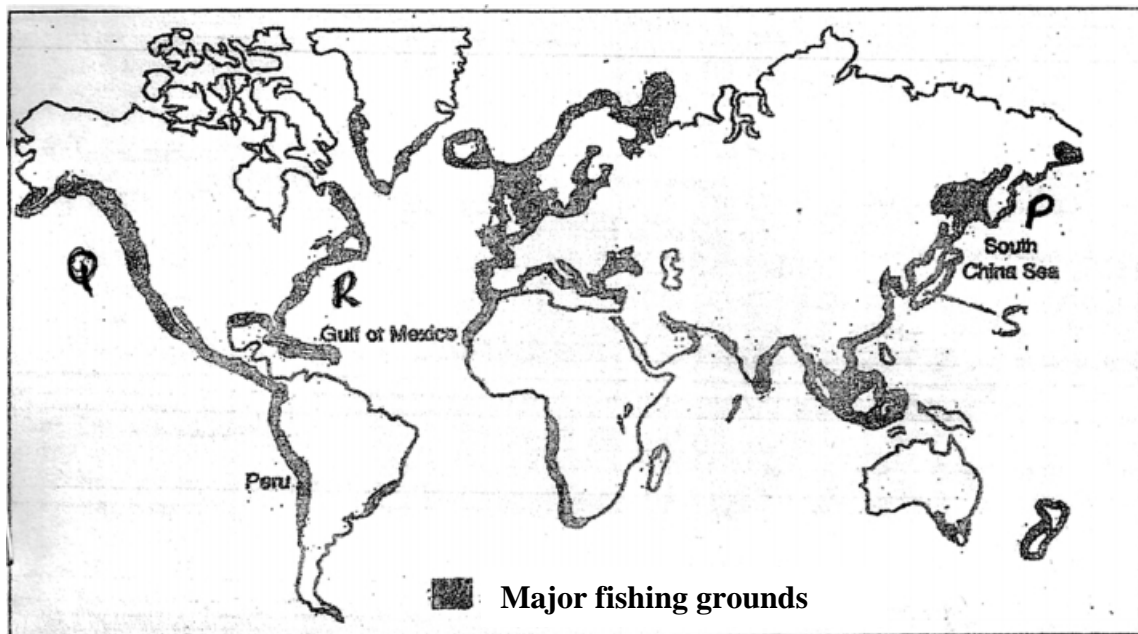 P
South
China Sea
Q
R
S
Gulf of Mexico
Peru
Major fishing grounds